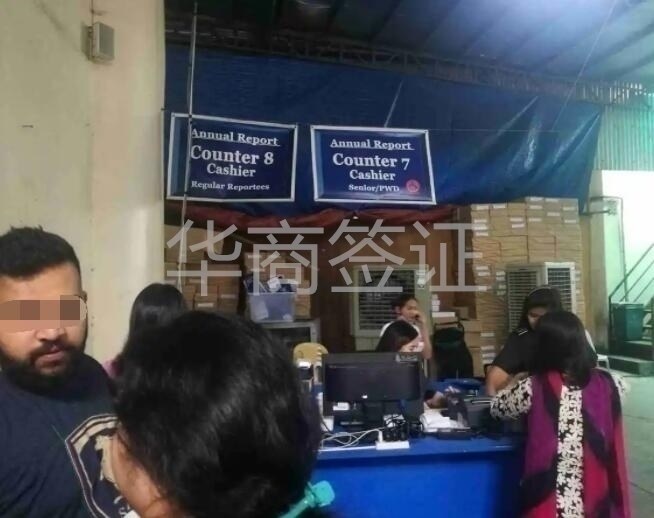 Annual Report
Counter 8
Cashier
Regular Reportees
Annual Report
Counter 7
Cashier
Senior/PWD
华商签证